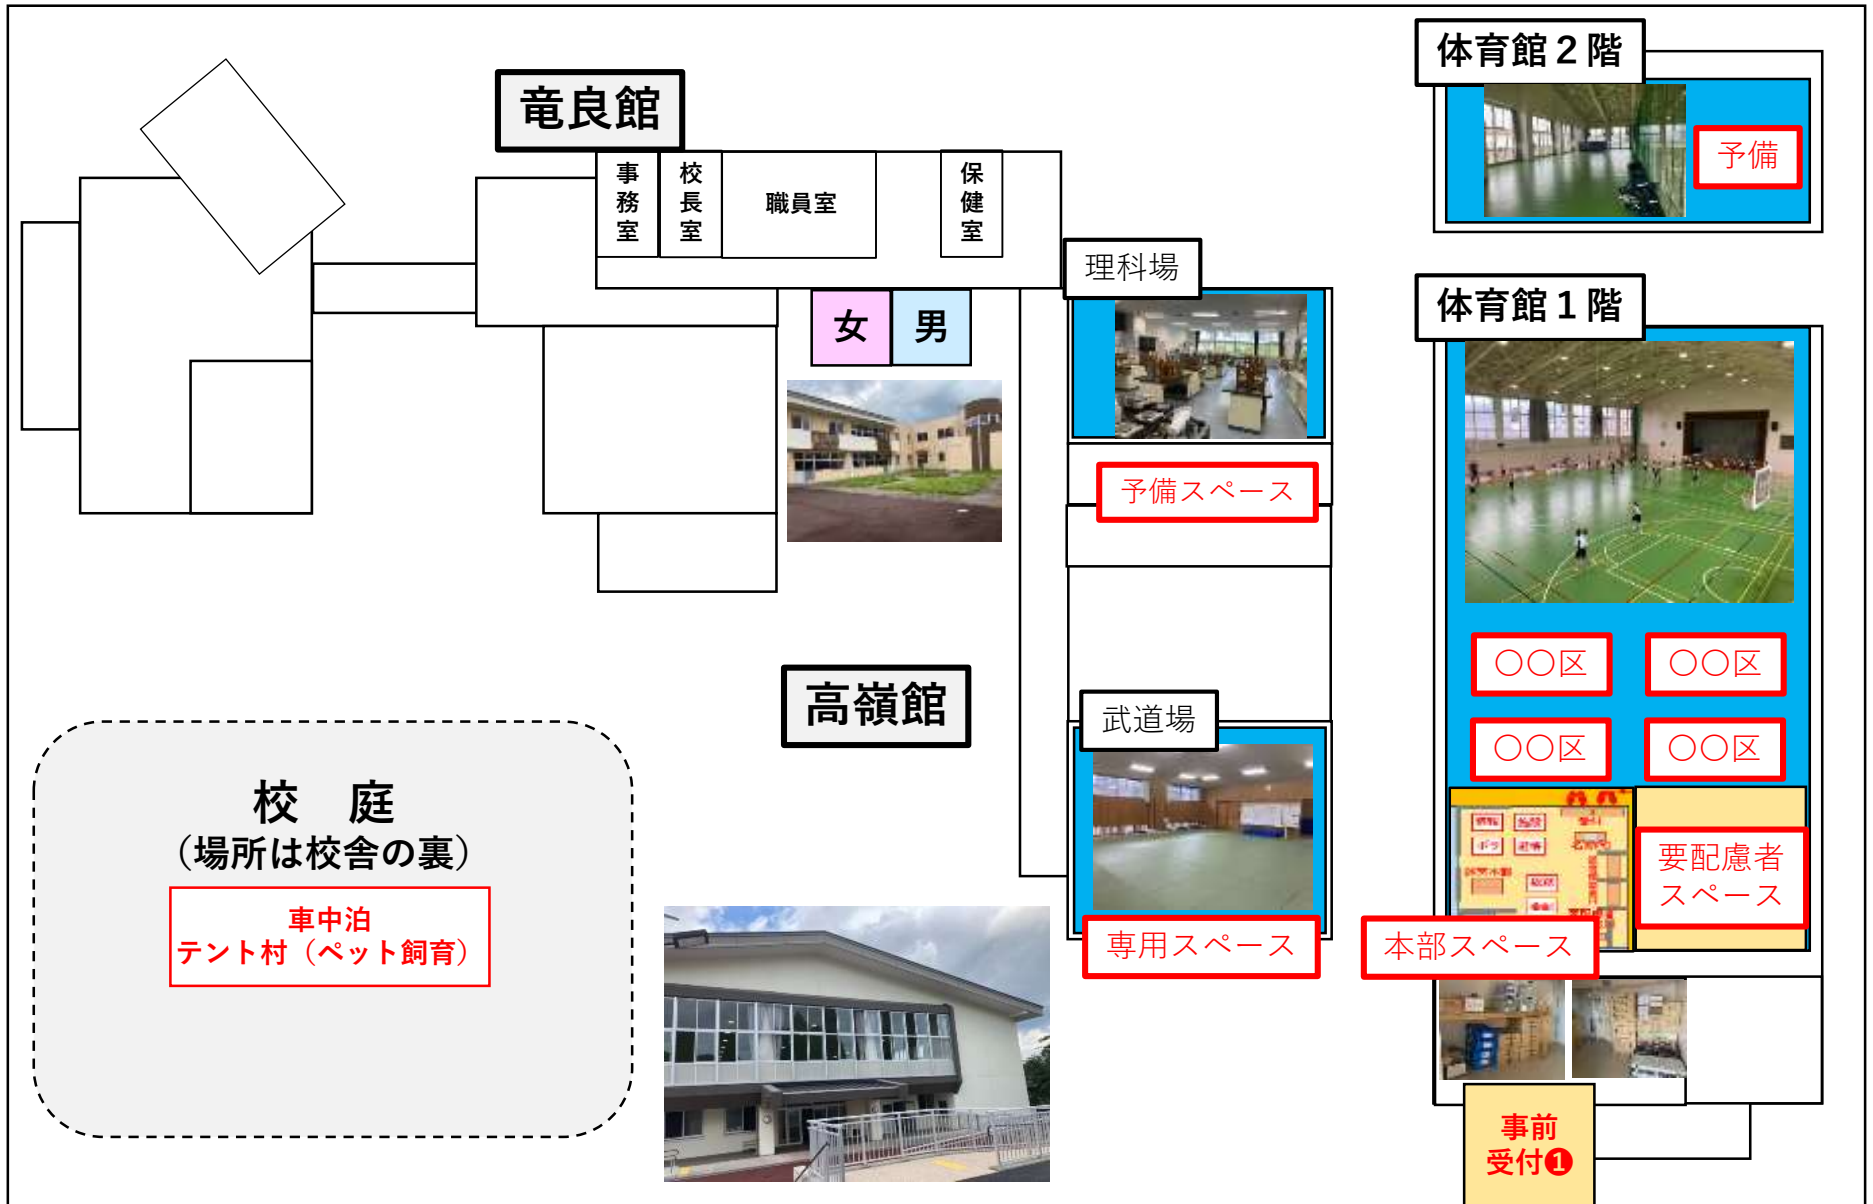 竜良館
事務室
校長室
職員室
保健室
女
男
理科場
予備スペース
高嶺館
武道場
専用スペース
校　庭
（場所は校舎の裏）
車中泊
テント村（ペット飼育）
体育館２階
予備
体育館１階
〇〇区
〇〇区
〇〇区
〇〇区
要配慮者
スペース
本部スペース
事前
受付❶